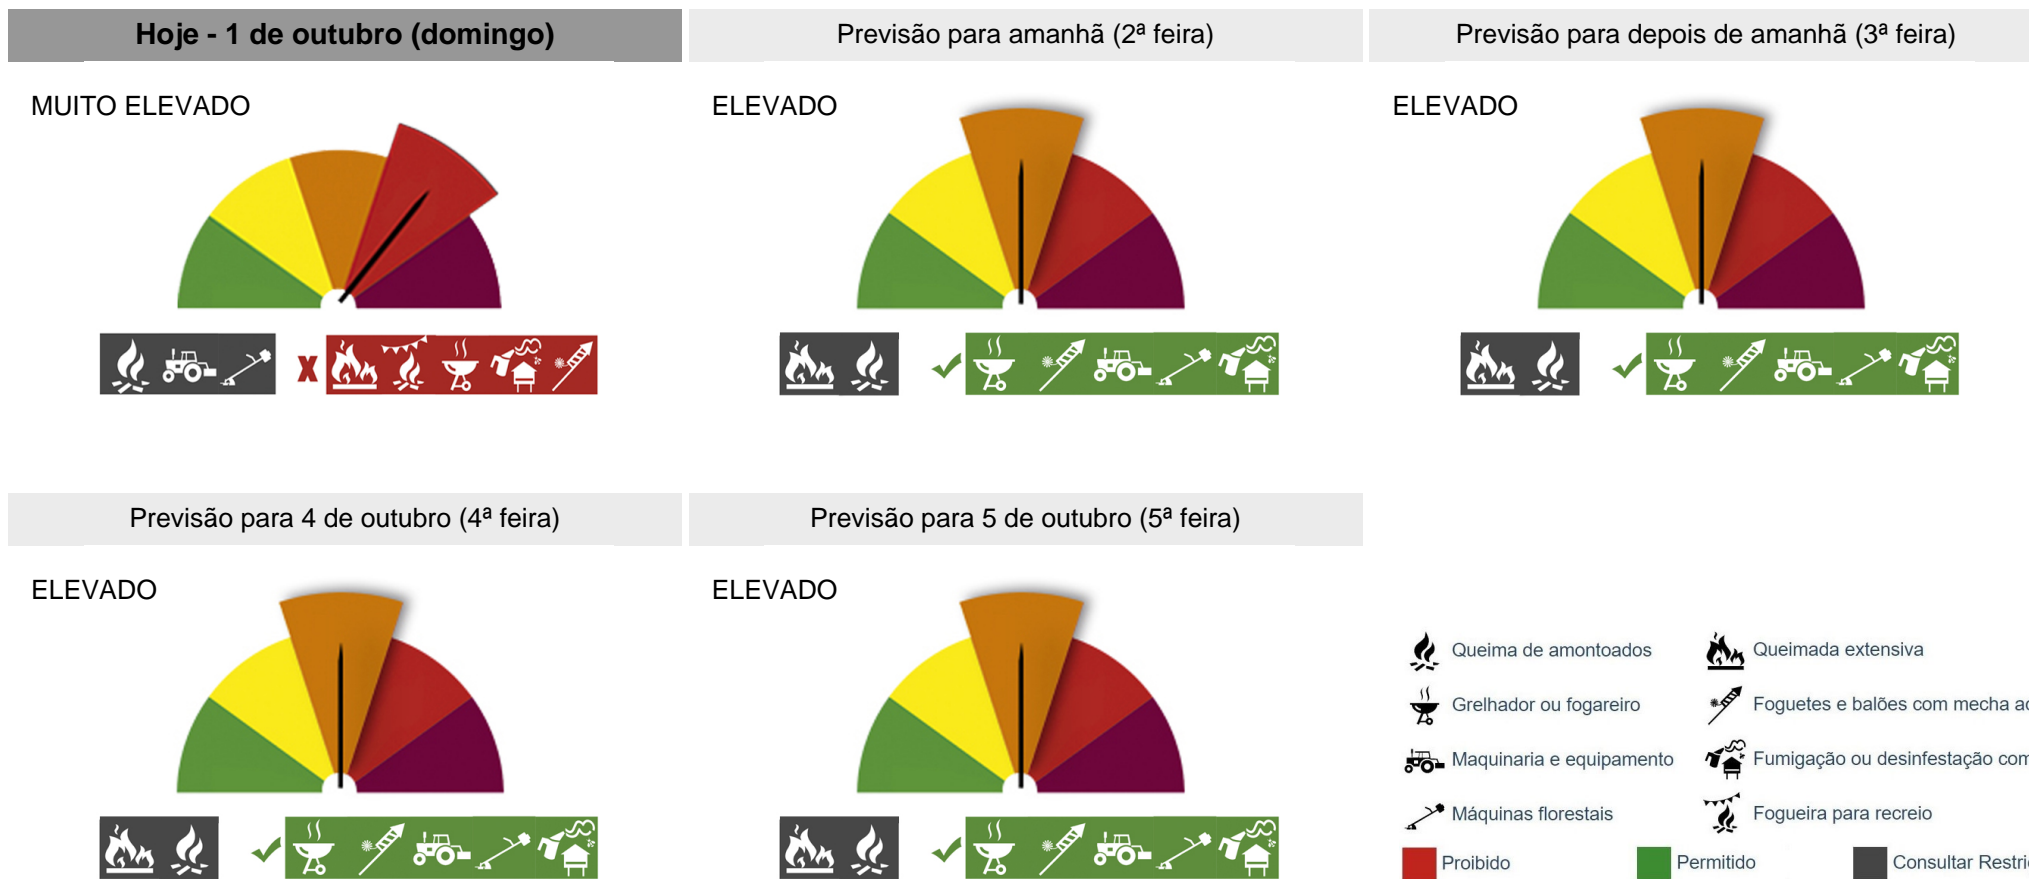 Hoje - 1 de outubro (domingo)
Previsão para amanhã (2ª feira)
Previsão para depois de amanhã (3ª feira)
MUITO ELEVADO
ELEVADO
ELEVADO
X
Previsão para 4 de outubro (4ª feira)
Previsão para 5 de outubro (5ª feira)
ELEVADO
ELEVADO
Queima de amontoados
Queimada extensiva
Grelhador ou fogareiro
Foguetes e balões com mecha
Maquinaria e equipamento
Fumigação ou desinfestação
Máquinas florestais
Fogueira para recreio
Proibido
Permitido
Consultar